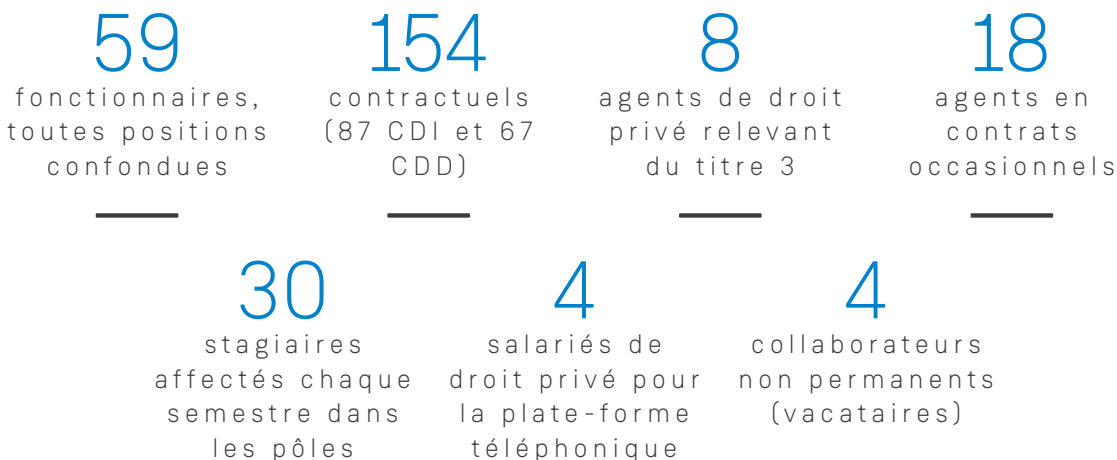 59
fonctionnaires,
toutes positions
confondues
154
contractuels
(87 CDI et 67
CDD)
8
agents de droit
privé relevant
du titre 3
18
agents en
contrats
occasionnels
30
stagiaires
affectés chaque
semestre dans
les pôles
4
salariés de
droit privé pour
la plate-forme
téléphonique
4
collaborateurs
non permanents
(vacataires)